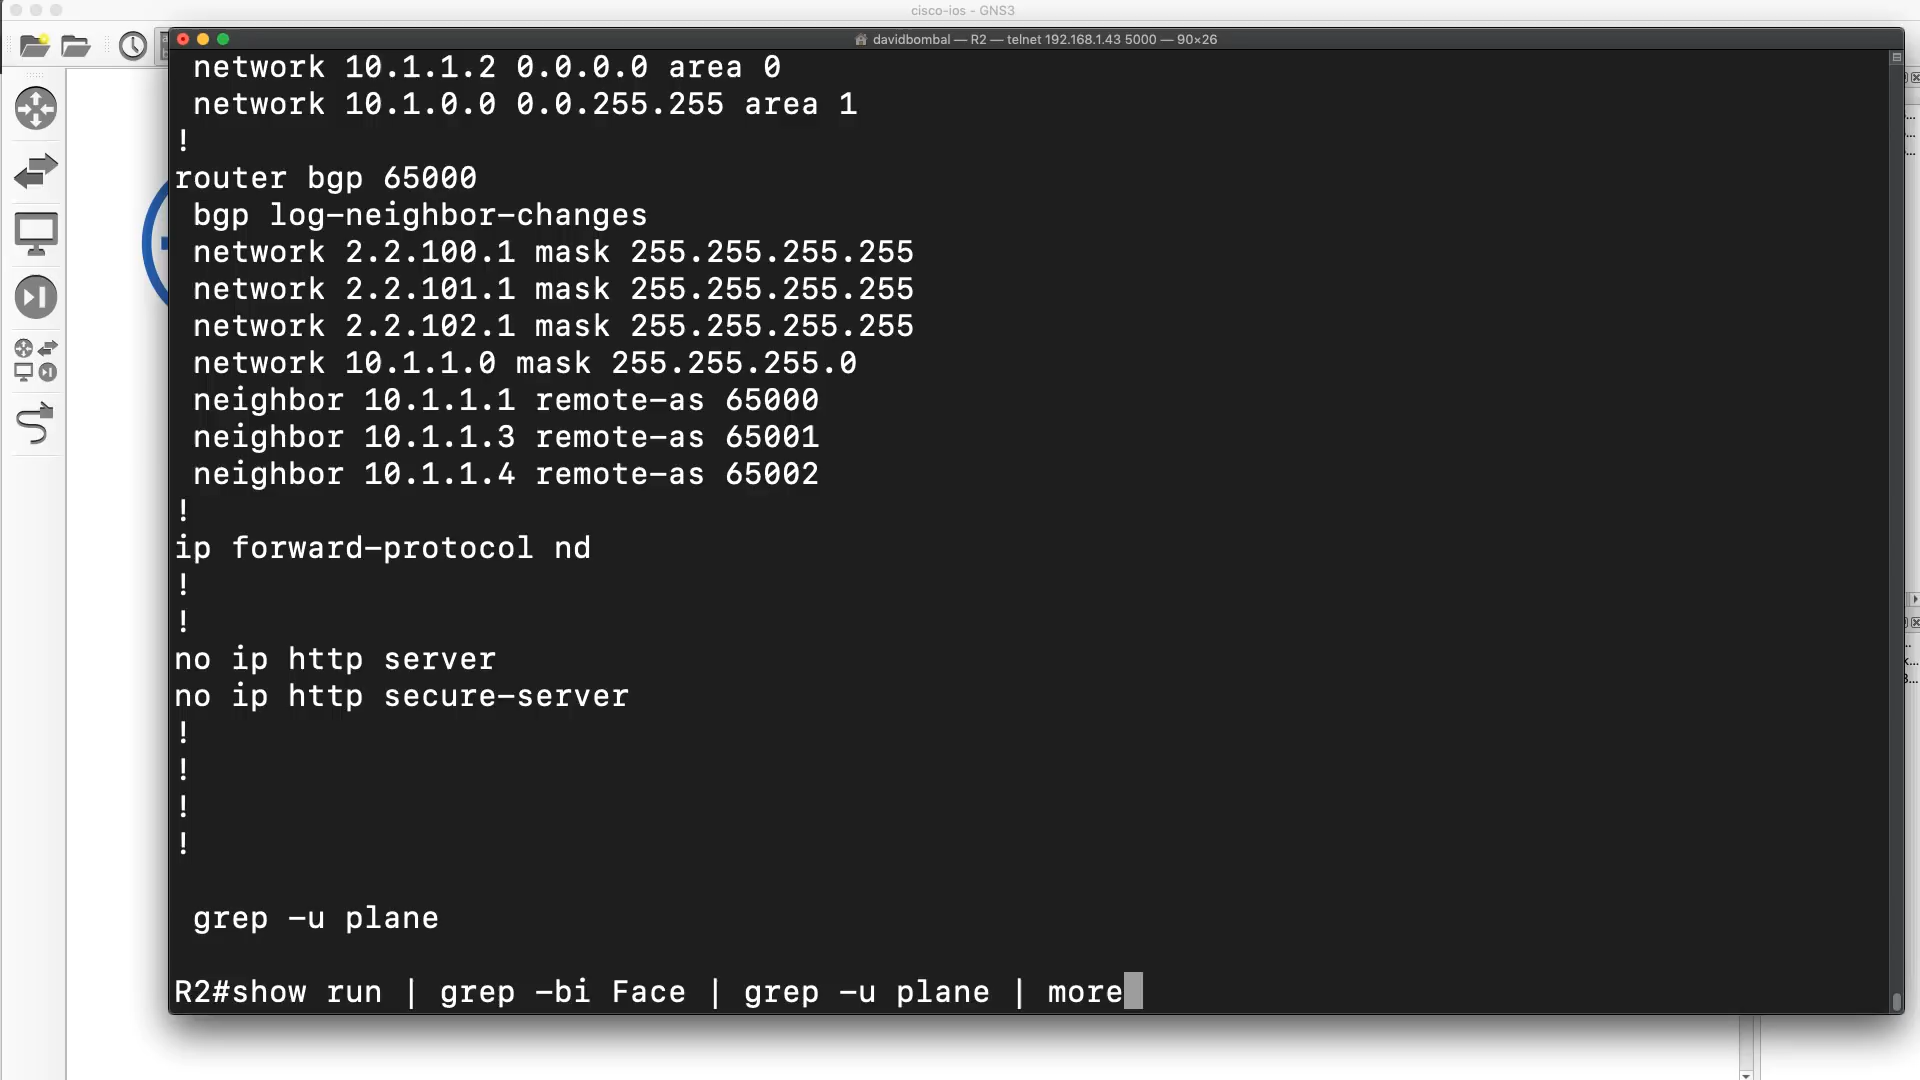 cisco-ios - GNS3
davidbombal — R2 — telnet 192.168.1.43 5000 — 90×26
network 10.1.1.2 0.0.0.0 area 0
network 10.1.0.0 0.0.255.255 area 1
!
router bgp 65000
bgp log-neighbor-changes
network 2.2.100.1 mask 255.255.255.255
network 2.2.101.1 mask 255.255.255.255
network 2.2.102.1 mask 255.255.255.255
network 10.1.1.0 mask 255.255.255.0
neighbor 10.1.1.1 remote-as 65000
neighbor 10.1.1.3 remote-as 65001
neighbor 10.1.1.4 remote-as 65002
!
ip forward-protocol nd
!
!
no ip http server
no ip http secure-server
!
!
!
!
grep -u plane
R2#show run | grep -bi Face | grep -u plane | more